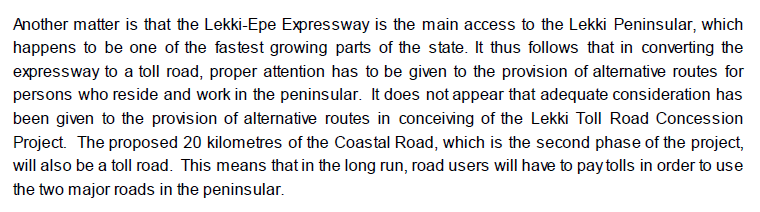 Another matter is that the Lekki-Epe Expressway is the main access to the Lekki Peninsular, which
happens to be one of the fastest growing parts of the state. It thus follows that in converting the
expressway to a toll road, proper attention has to be given to the provision of alternative routes for
persons who reside and work in the peninsular. It does not appear that adequate consideration has
been given to the provision of alternative routes in conceiving of the Lekki Toll Road Concession
Project. The proposed 20 kilometres of the Coastal Road, which is the second phase of the project,
will also be a toll road. This means that in the long run, road users will have to pay tolls in order to use
the two major roads in the peninsular.